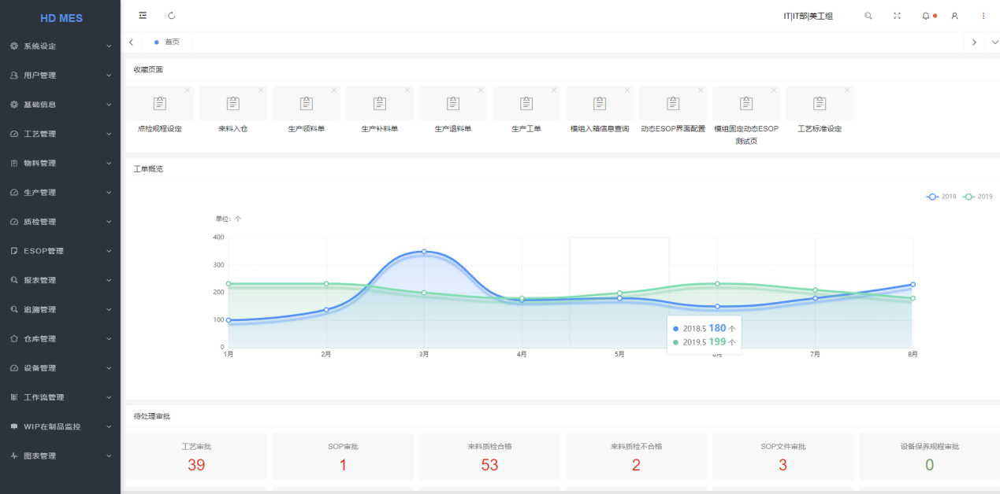 HD MES
系统设定
用户管理
基础信息
工艺管理
物料管理
生产管理
质检管理
ESOP管理
报表管理
追溯管理
仓库管理
设备管理
工作流管理
WIP在制品监控
图表管理
IT|IT部|美工组
首页
收藏页面
点检规程设定
来料入仓
生产领料单
生产补料单
生产退料单
生产工单
模组入箱信息查询
动态ESOP界面配置
模组固定动态ESOP
测试页
工艺标准设定
工单概览
2018 2019
单位: 个
400
300
200
100
0
1月 2月 3月 4月 5月 6月 7月 8月
2018.5 180 个
2019.5 199 个
待处理审批
工艺审批
39
SOP审批
1
来料质检合格
53
来料质检不合格
2
SOP文件审批
3
设备保养规程审批
0